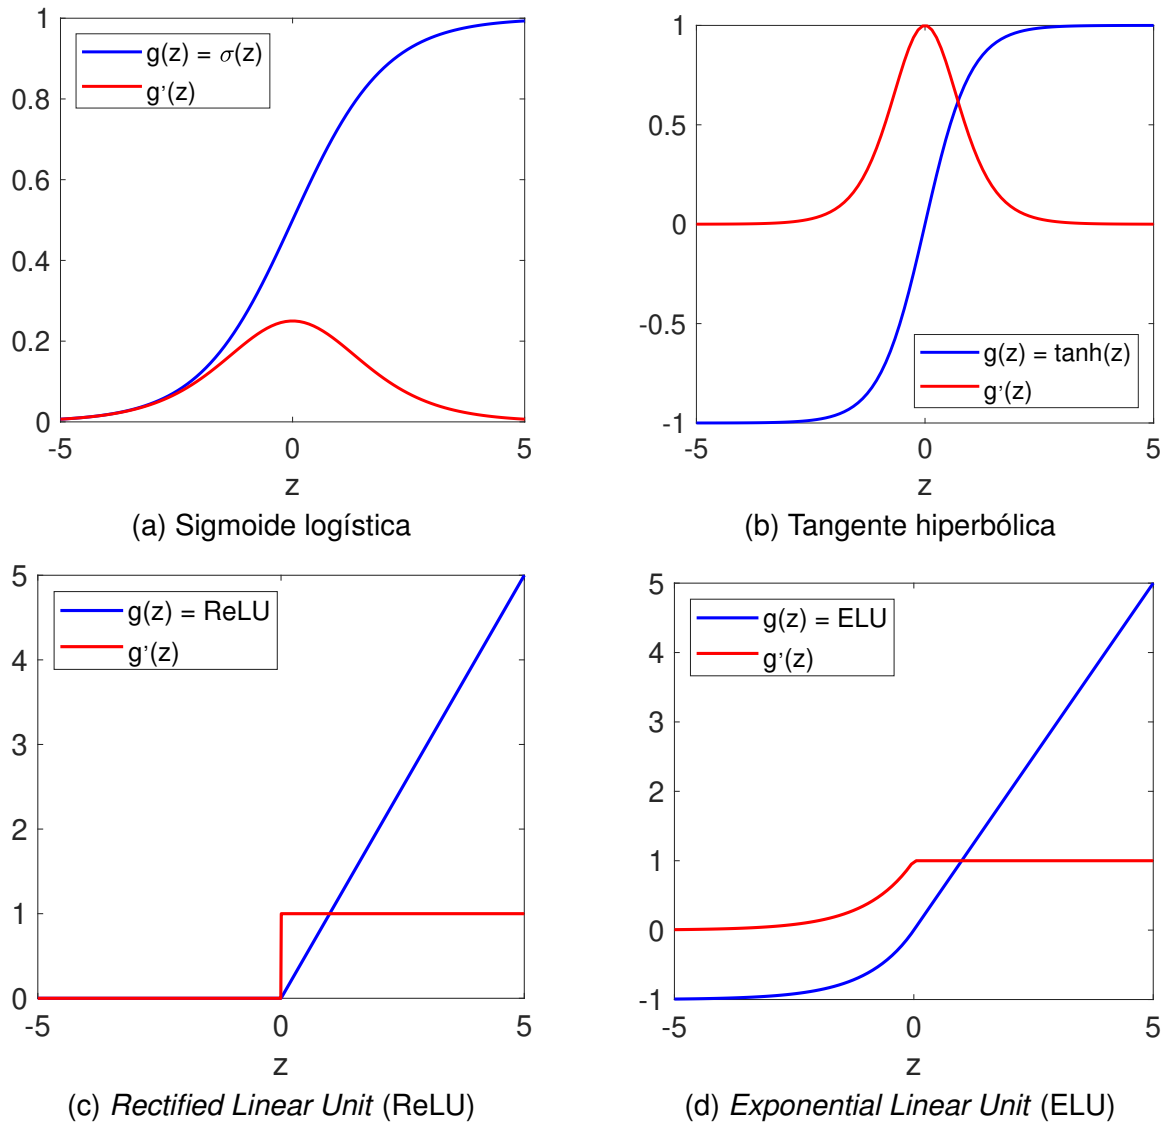 1
0.8
0.6
0.4
0.2
0
-5
0
5
z
g(z) = σ(z)
g'(z)
(a) Sigmoide logística
1
0.5
0
-0.5
-1
-5
0
5
z
g(z) = tanh(z)
g'(z)
(b) Tangente hiperbólica
5
4
3
2
1
0
-5
0
5
z
g(z) = ReLU
g'(z)
(c) Rectified Linear Unit (ReLU)
5
4
3
2
1
0
-1
-5
0
5
z
g(z) = ELU
g'(z)
(d) Exponential Linear Unit (ELU)